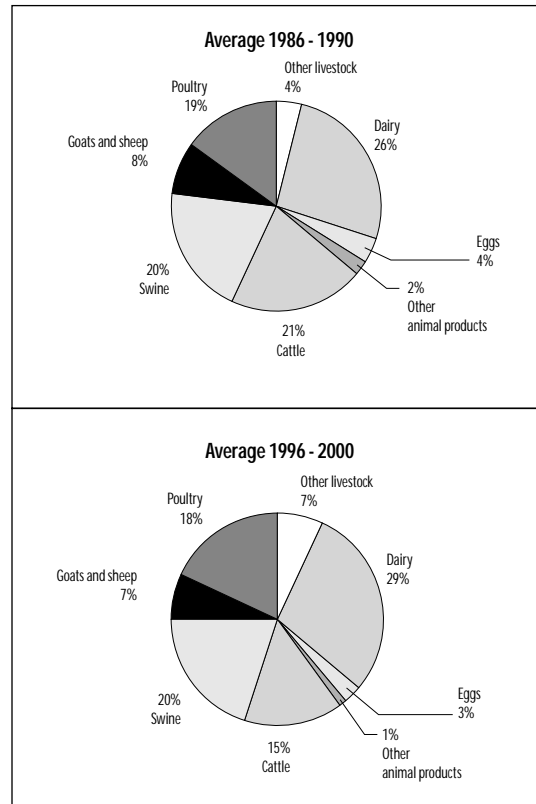 Average 1986 - 1990
Other livestock
4%
Poultry
19%
Dairy
26%
Goats and sheep
8%
Eggs
4%
20%
Swine
2%
Other
animal products
21%
Cattle
Average 1996 - 2000
Other livestock
7%
Poultry
18%
Dairy
29%
Goats and sheep
7%
Eggs
3%
20%
Swine
1%
Other
animal products
15%
Cattle